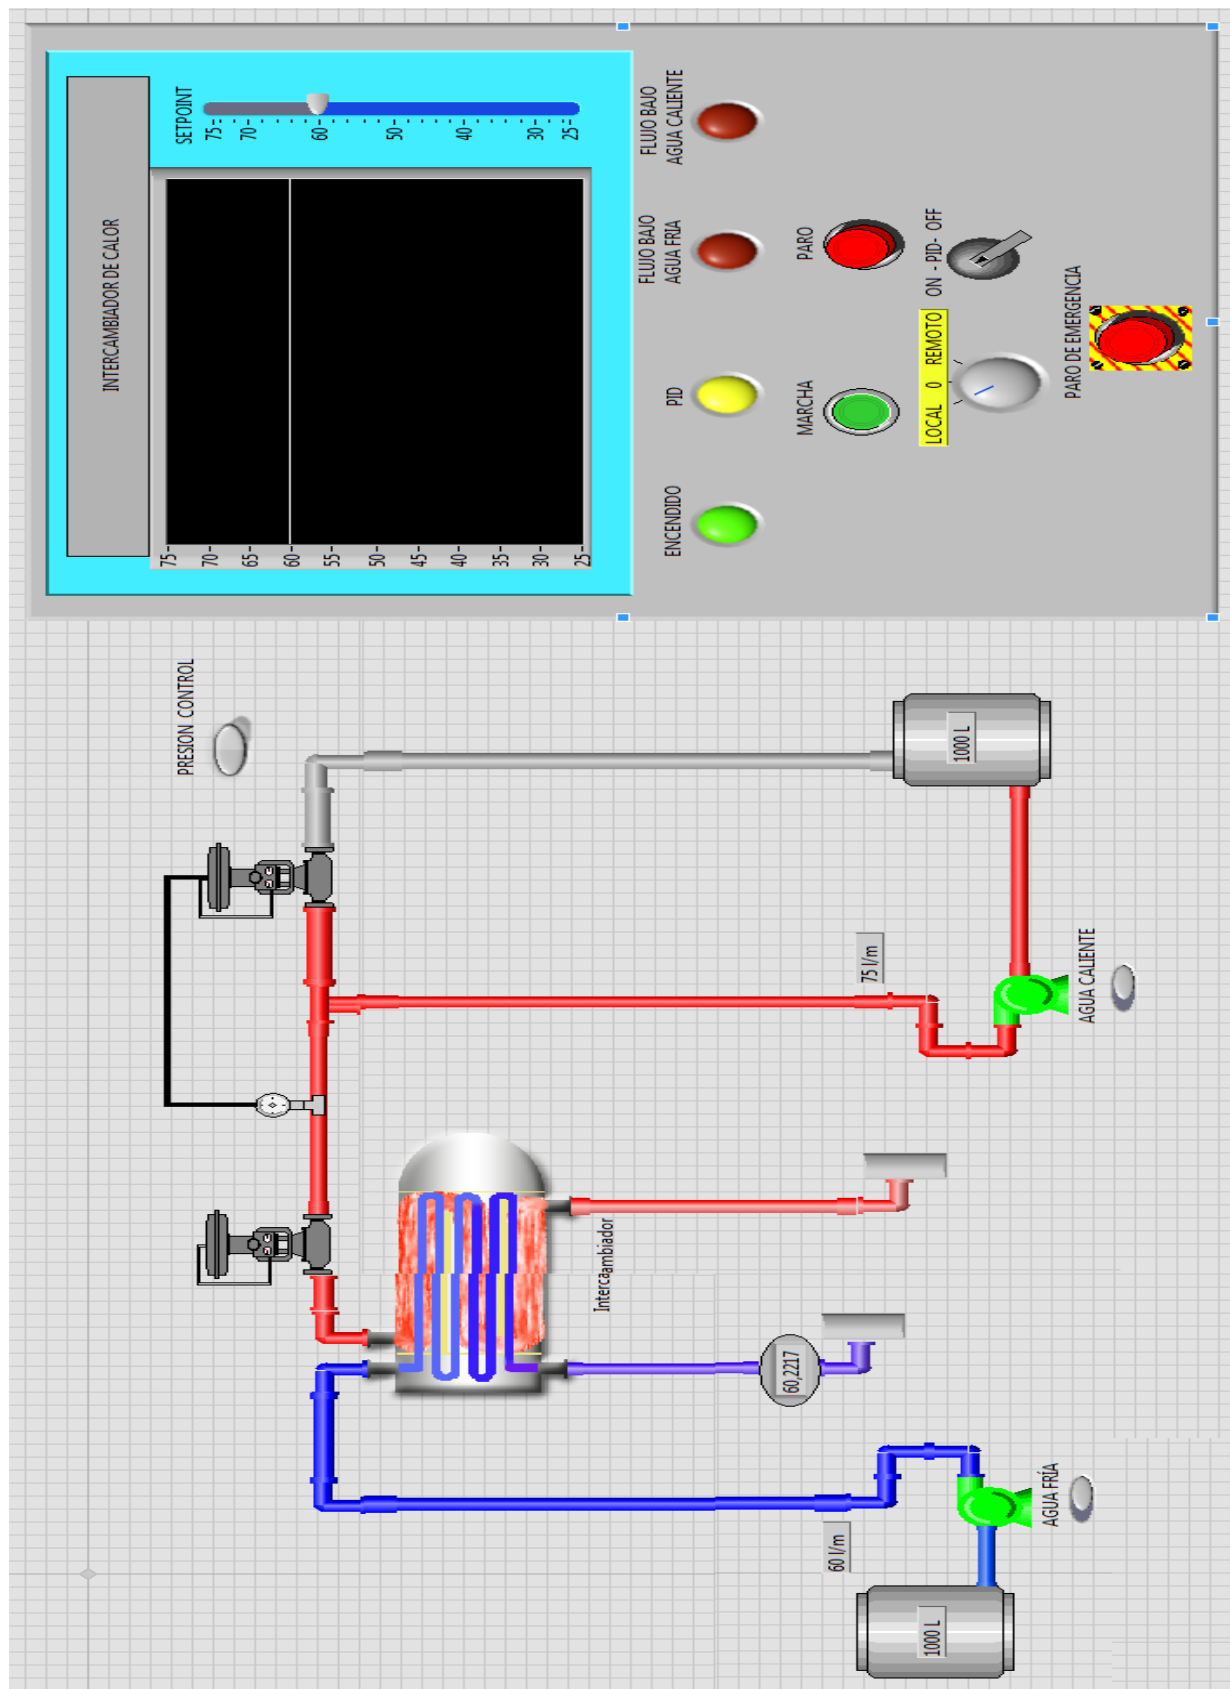 PRESION CONTROL
60 l/m
1000 L
AGUA FRÍA
60,2217
Intercaambiador
75 l/m
AGUA CALIENTE
1000 L
INTERCAMBIADOR DE CALOR
SETPOINT
75-
70-
65-
60-
55-
50-
45-
40-
35-
30-
25-
75-
70-
60-
50-
40-
30-
25-
ENCENDIDO
PID
FLUJO BAJO
AGUA FRIA
FLUJO BAJO
AGUA CALIENTE
MARCHA
PARO
LOCAL 0 REMOTO
ON - PID- OFF
PARO DE EMERGENCIA